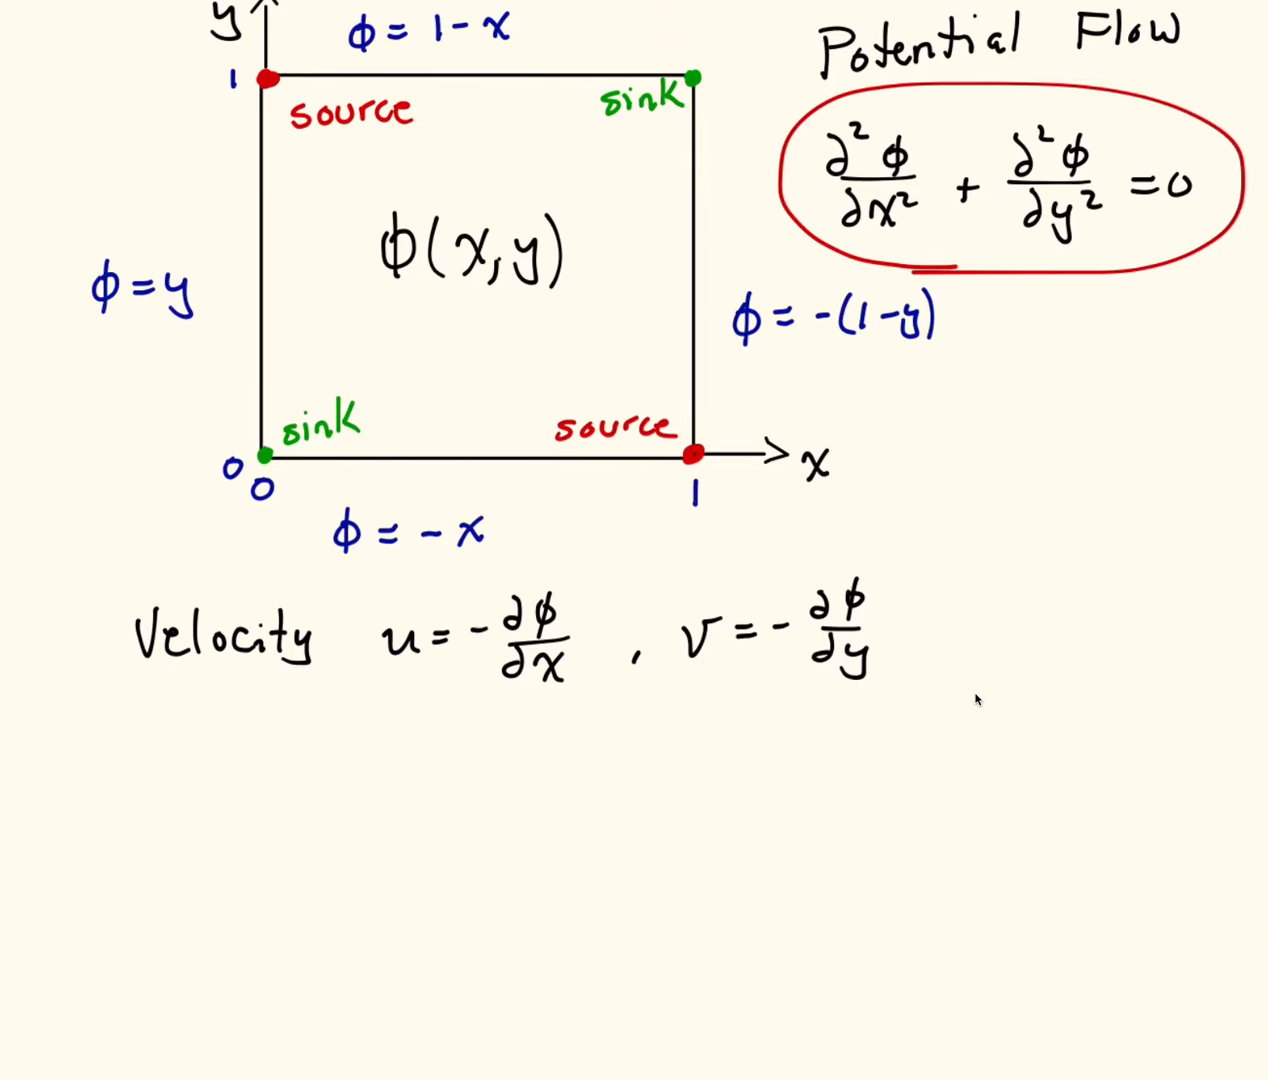 y
ϕ = 1 - x
Potential Flow
1
source
sink
∂²ϕ/∂x² + ∂²ϕ/∂y² = 0
ϕ(x,y)
ϕ = y
ϕ = -(1-y)
sink
source
0
x
0
1
ϕ = - x
Velocity u = - ∂ϕ/∂x , v = - ∂ϕ/∂y